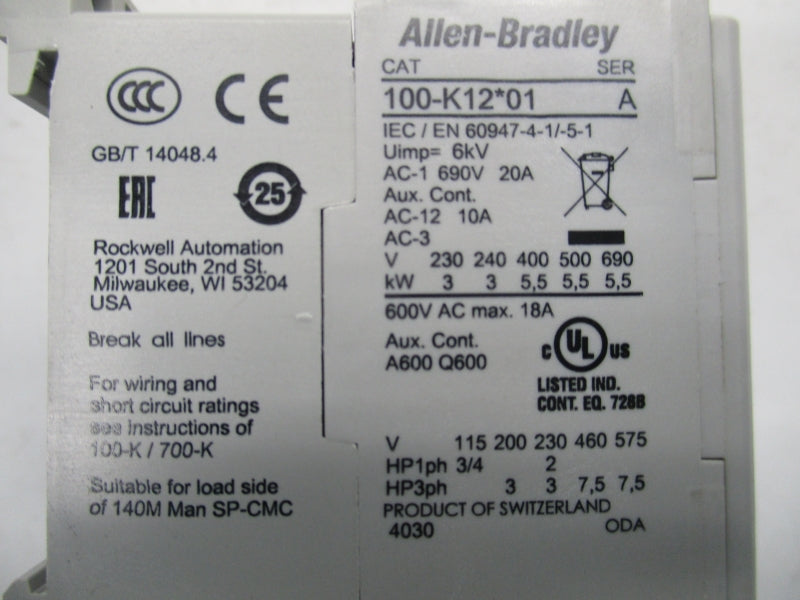 CCC CE
GB/T 14048.4
EAC 25
Rockwell Automation
1201 South 2nd St.
Milwaukee, WI 53204
USA
Break all lines
For wiring and
short circuit ratings
see Instructions of
100-K / 700-K
Suitable for load side
of 140M Man SP-CMC
Allen-Bradley
CAT SER
100-K12*01 A
IEC / EN 60947-4-1/-5-1
Uimp= 6kV
AC-1 690V 20A
Aux. Cont.
AC-12 10A
AC-3
V 230 240 400 500 690
kW 3 3 5,5 5,5 5,5
600V AC max. 18A
Aux. Cont.
A600 Q600
C UL US
LISTED IND.
CONT. EQ. 728B
V 115 200 230 460 575
HP1ph 3/4 2
HP3ph 3 3 7,5 7,5
PRODUCT OF SWITZERLAND
4030 ODA